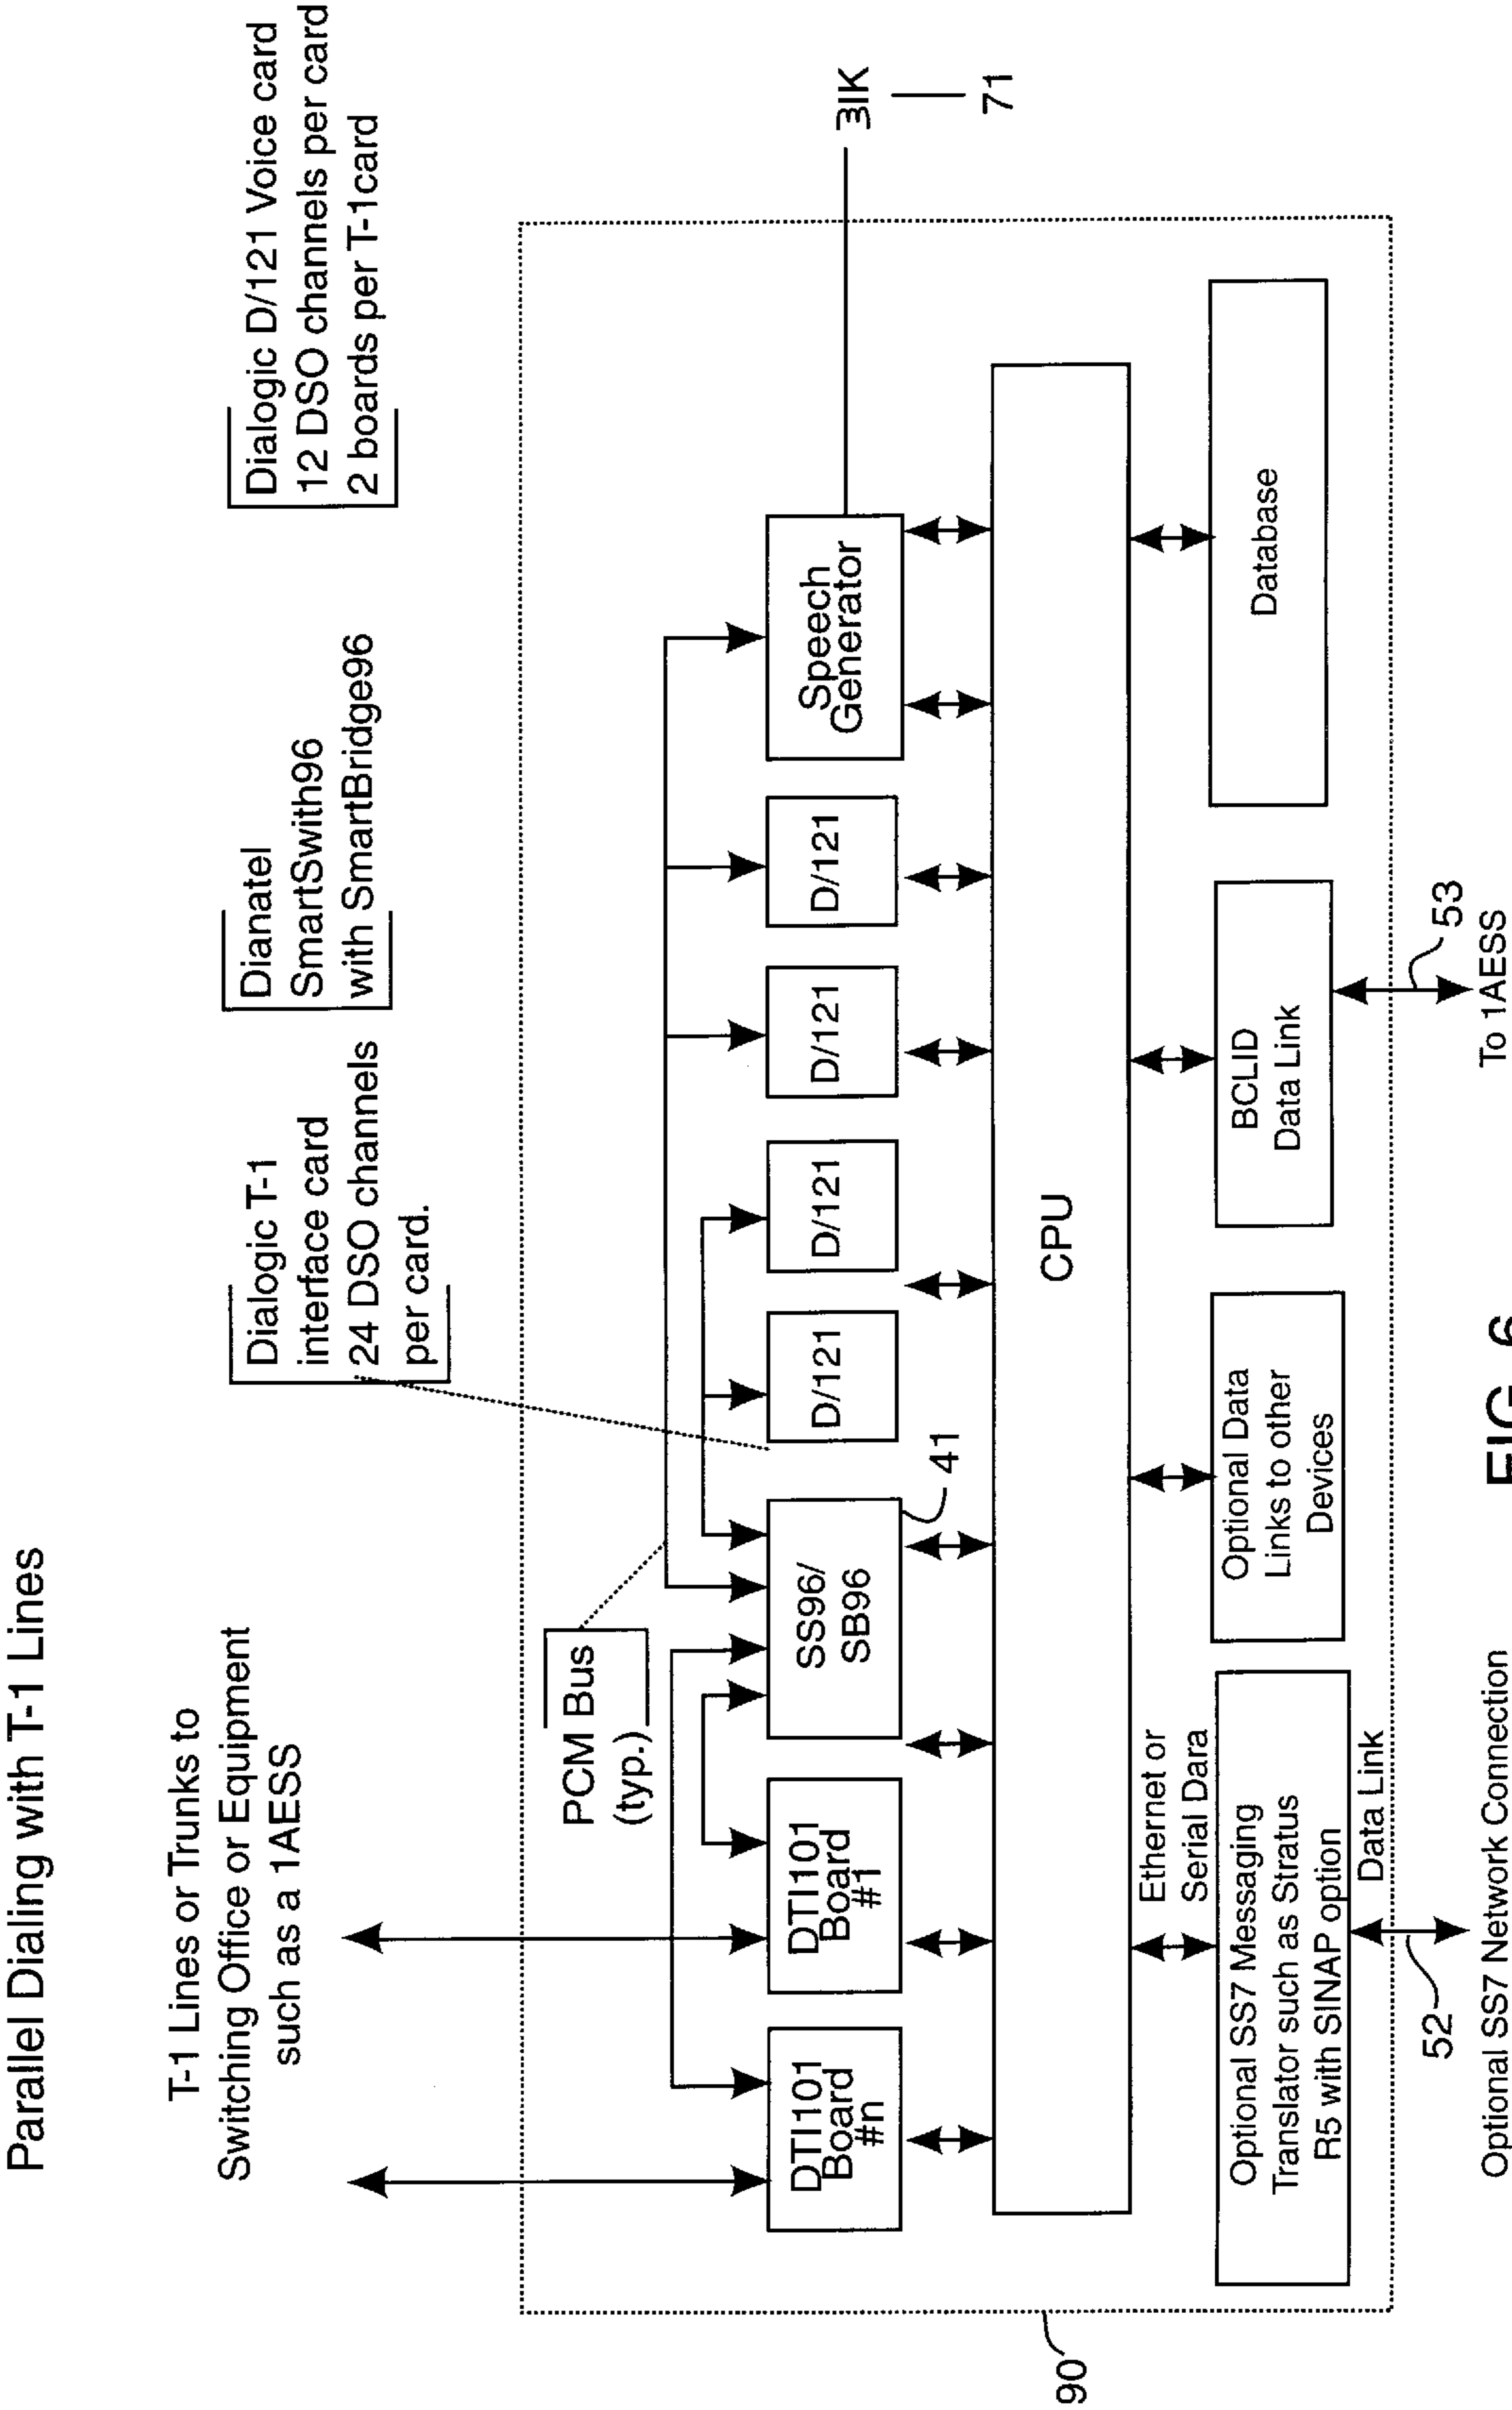 Parallel Dialing with T-1 Lines
T-1 Lines or Trunks to
Switching Office or Equipment
such as a 1AESS
Dialogic T-1
interface card
24 DSO channels
per card.
Dianatel
SmartSwith96
with SmartBridge96
Dialogic D/121 Voice card
12 DSO channels per card
2 boards per T-1card
PCM Bus
(typ.)
DTI101
Board
#n
DTI101
Board
#1
SS96/
SB96
41
D/121
D/121
D/121
D/121
Speech
Generator
31K
71
CPU
90
Ethernet or
Serial Dara
Optional SS7 Messaging
Translator such as Stratus
R5 with SINAP option
Data Link
Optional Data
Links to other
Devices
BCLID
Data Link
Database
52
Optional SS7 Network Connection
53
To 1AESS
FIG. 6